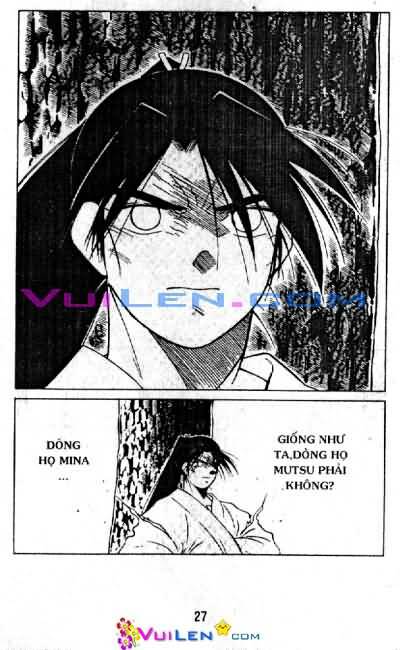 VuiLen.com
DÒNG
HỌ MINA
...
GIỐNG NHƯ
TA,DÒNG HỌ
MUTSU PHẢI
KHÔNG?
27
VuiLen
.com